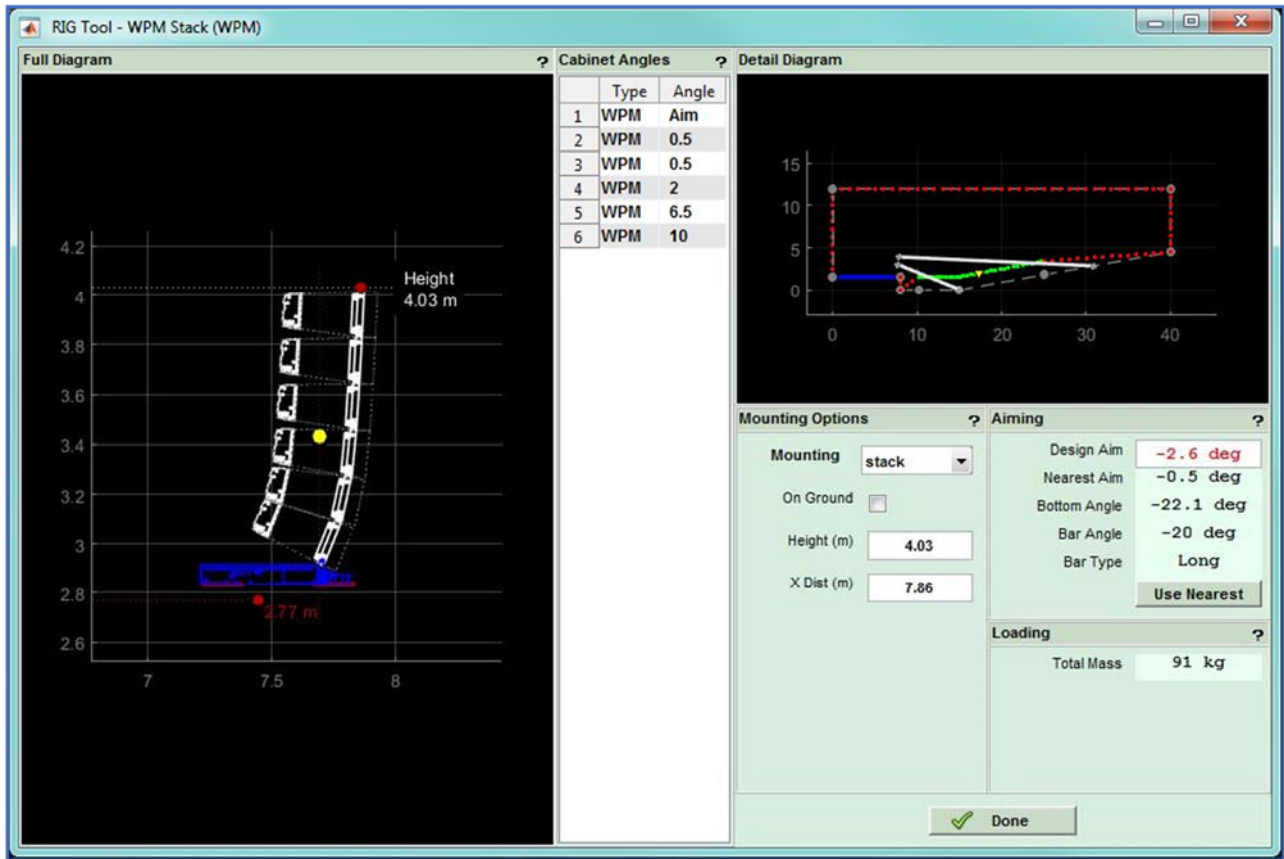 RIG Tool - WPM Stack (WPM)
Full Diagram ?
4.2
4
3.8
3.6
3.4
3.2
3
2.8
2.6
7 7.5 8
Height
4.03 m
2.77 m
Cabinet Angles ?
Type Angle
1 WPM Aim
2 WPM 0.5
3 WPM 0.5
4 WPM 2
5 WPM 6.5
6 WPM 10
Detail Diagram
15
10
5
0
0 10 20 30 40
Mounting Options ?
Mounting stack
On Ground
Height (m) 4.03
X Dist (m) 7.86
Aiming ?
Design Aim -2.6 deg
Nearest Aim -0.5 deg
Bottom Angle -22.1 deg
Bar Angle -20 deg
Bar Type Long
Use Nearest
Loading ?
Total Mass 91 kg
Done